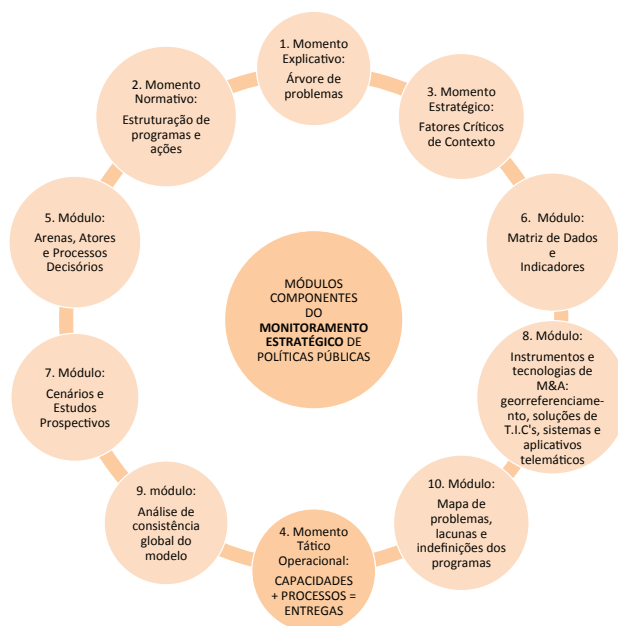 1. Momento
Explicativo:
Árvore de
problemas
2. Momento
Normativo:
Estruturação de
programas e
ações
3. Momento
Estratégico:
Fatores Críticos
de Contexto
5. Módulo:
Arenas, Atores
e Processos
Decisórios
6. Módulo:
Matriz de Dados
e
Indicadores
MÓDULOS
COMPONENTES
DO
MONITORAMENTO
ESTRATÉGICO DE
POLÍTICAS PÚBLICAS
7. Módulo:
Cenários e
Estudos
Prospectivos
8. Módulo:
Instrumentos e
tecnologias de
M&A:
georreferenciame-
nto, soluções de
T.I.C's, sistemas e
aplicativos
telemáticos
9. módulo:
Análise de
consistência
global do
modelo
4. Momento
Tático
Operacional:
CAPACIDADES
+ PROCESSOS =
ENTREGAS
10. Módulo:
Mapa de
problemas,
lacunas e
indefinições dos
programas